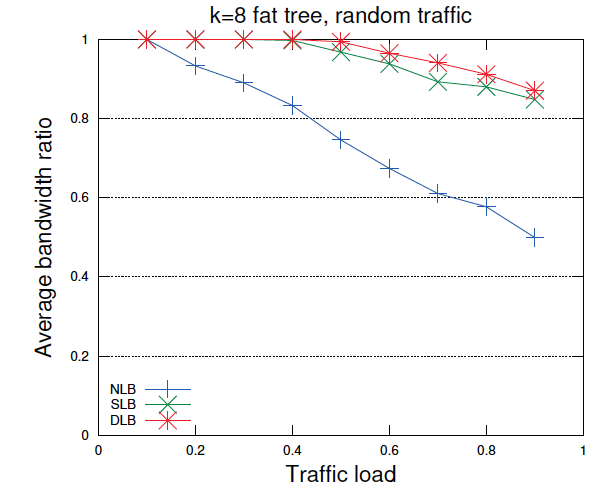 k=8 fat tree, random traffic
Average bandwidth ratio
1
0.8
0.6
0.4
0.2
0
NLB
SLB
DLB
0
0.2
0.4
0.6
0.8
1
Traffic load